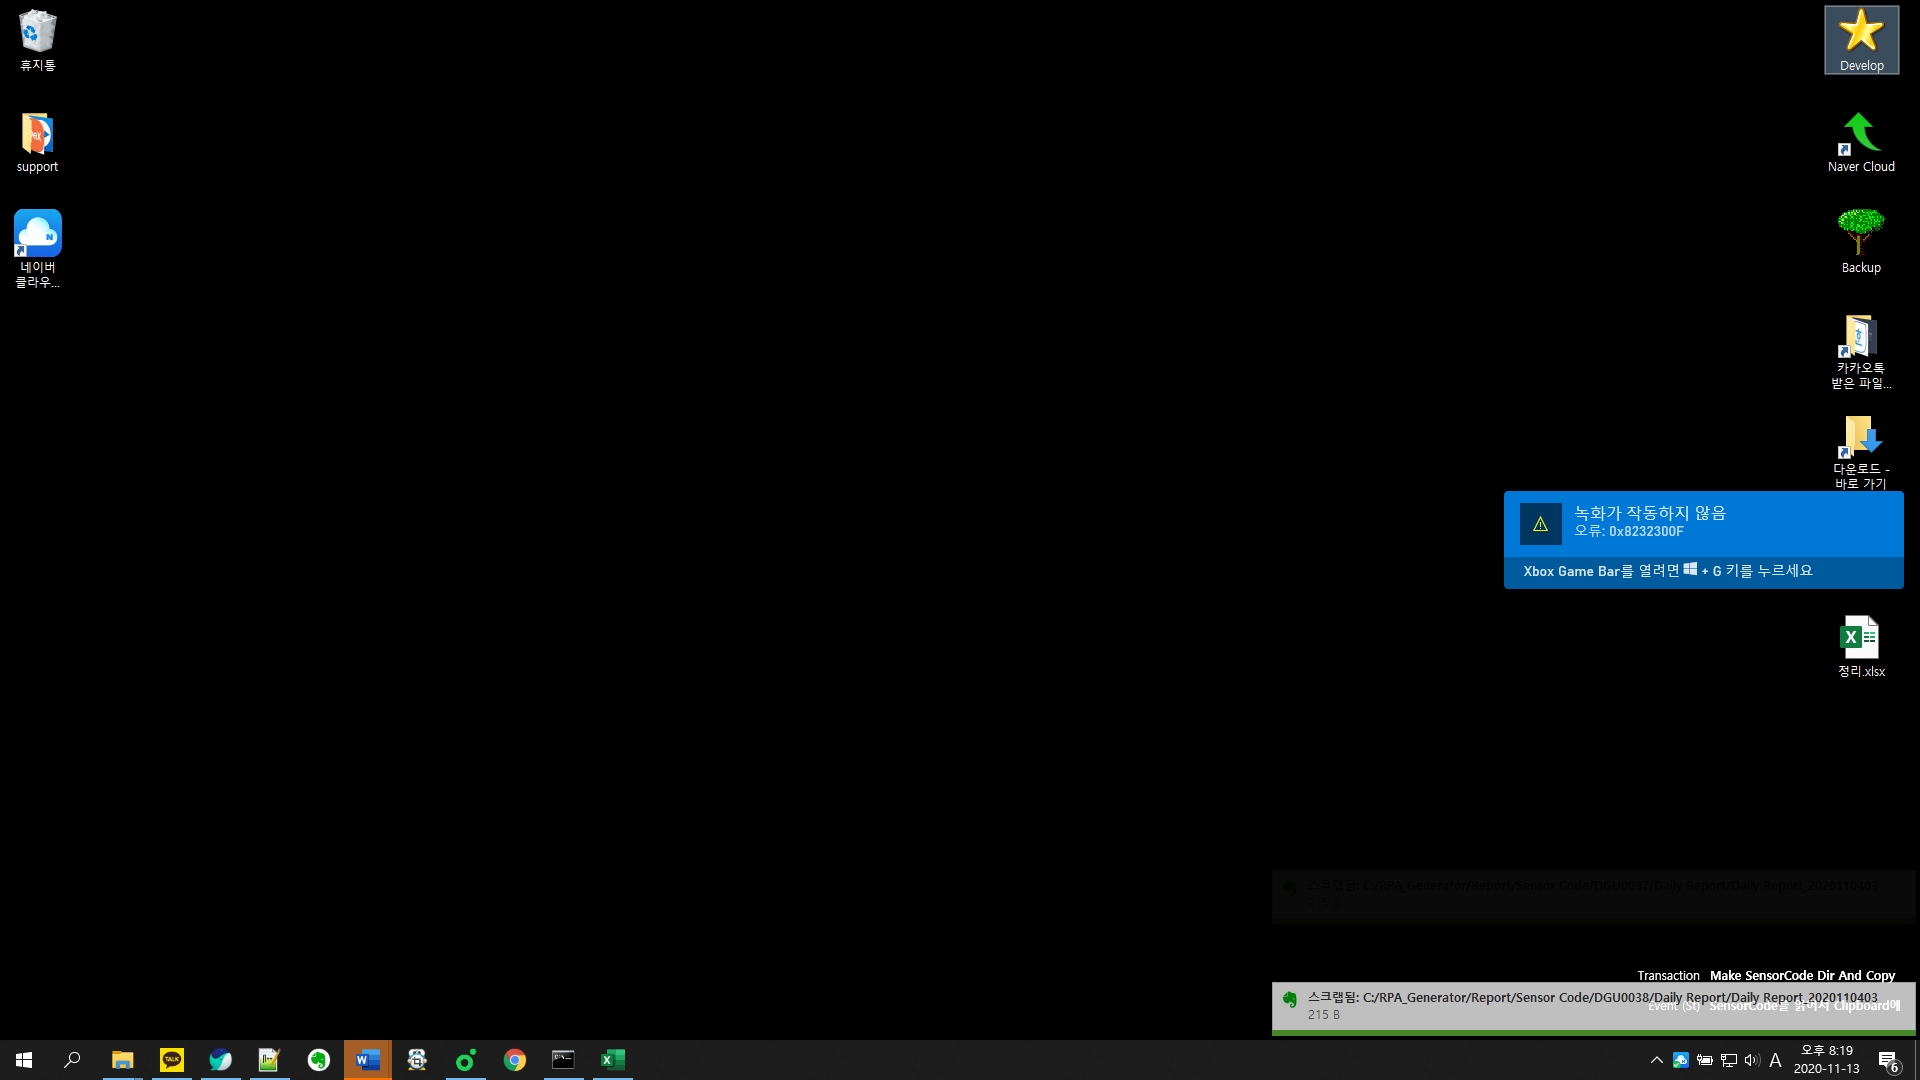 휴지통
support
네이버
클라우...
Develop
Naver Cloud
Backup
카카오톡
받은 파일...
다운로드 -
바로 가기
녹화가 작동하지 않음
오류: 0x8232300F
Xbox Game Bar를 열려면 + G 키를 누르세요
정리.xlsx
스크랩됨: C:/RPA_Generator/Report/Sensor Code/DGU0037/Daily Report/Daily Report_2020110403
215 B
Transaction Make SensorCode Dir And Copy
스크랩됨: C:/RPA_Generator/Report/Sensor Code/DGU0038/Daily Report/Daily Report_2020110403
Event (St) SensorCode를 읽어서 Clipboard에
215 B
TALK
A
오후 8:19
2020-11-13
6